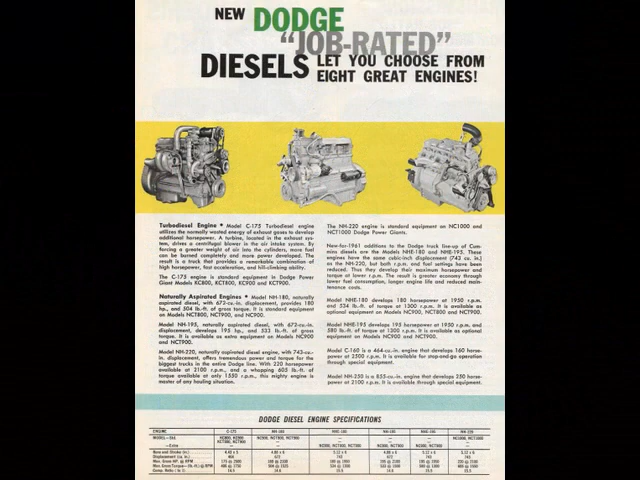 NEW DODGE
"JOB-RATED"
DIESELS LET YOU CHOOSE FROM
EIGHT GREAT ENGINES!
Turbodiesel Engine • Model C-175 Turbodiesel engine
utilizes the normally wasted energy of exhaust gases to develop
additional horsepower. A turbine, located in the exhaust sys-
tem, drives a centrifugal blower in the air intake system. By
forcing a greater weight of air into the cylinders, more fuel
can be burned completely and more power developed. The
result is a truck that provides a remarkable combination of
high horsepower, fast acceleration, and hill-climbing ability.
The C-175 engine is standard equipment in Dodge Power
Giant Models KC800, KCT800, KC900 and KCT900.
Naturally Aspirated Engines • Model NH-180, naturally
aspirated diesel, with 672-cu.-in. displacement, provides 180
hp., and 504 lb.-ft. of gross torque. It is standard equipment
on Models NCT800, NCT900, and NC900.
Model NH-195, naturally aspirated diesel, with 672-cu.-in.
displacement, develops 195 hp., and 533 lb.-ft. of gross
torque. It is available as extra equipment on Models NC900
and NCT900.
Model NH-220, naturally aspirated diesel engine, with 743-cu.-
in. displacement, offers tremendous power and torque for the
biggest trucks in the entire Dodge line. With 220 horsepower
available at 2100 r.p.m. and a whopping 605 lb.-ft. of
torque available at only 1550 r.p.m., this mighty engine is
master of any hauling situation.
The NH-220 engine is standard equipment on NC1000 and
NCT1000 Dodge Power Giants.
New-for-1961 additions to the Dodge truck line-up of Cum-
mins diesels are the Models NHE-180 and NHE-195. These
engines have the same cubic-inch displacement (743 cu. in.)
as the NH-220, but both r.p.m. and fuel settings have been
reduced. Thus they develop their maximum horsepower and
torque at lower r.p.m. The result is greater economy through
lower fuel consumption, longer engine life and reduced main-
tenance costs.
Model NHE-180 develops 180 horsepower at 1950 r.p.m.
and 534 lb.-ft. of torque at 1300 r.p.m. It is available as
optional equipment on Models NC900, NCT800 and NCT900.
Model NHE-195 develops 195 horsepower at 1950 r.p.m. and
580 lb.-ft. of torque at 1300 r.p.m. It is available as optional
equipment on Models NC900 and NCT900.
Model C-160 is a 464-cu.-in. engine that develops 160 horse-
power at 2500 r.p.m. It is available for stop-and-go operation
through special equipment.
Model NH-250 is a 855-cu.-in. engine that develops 250 horse-
power at 2100 r.p.m. It is available through special equipment.
DODGE DIESEL ENGINE SPECIFICATIONS
ENGINE C-175 NH-180 NHE-180 NH-195 NHE-195 NH-220